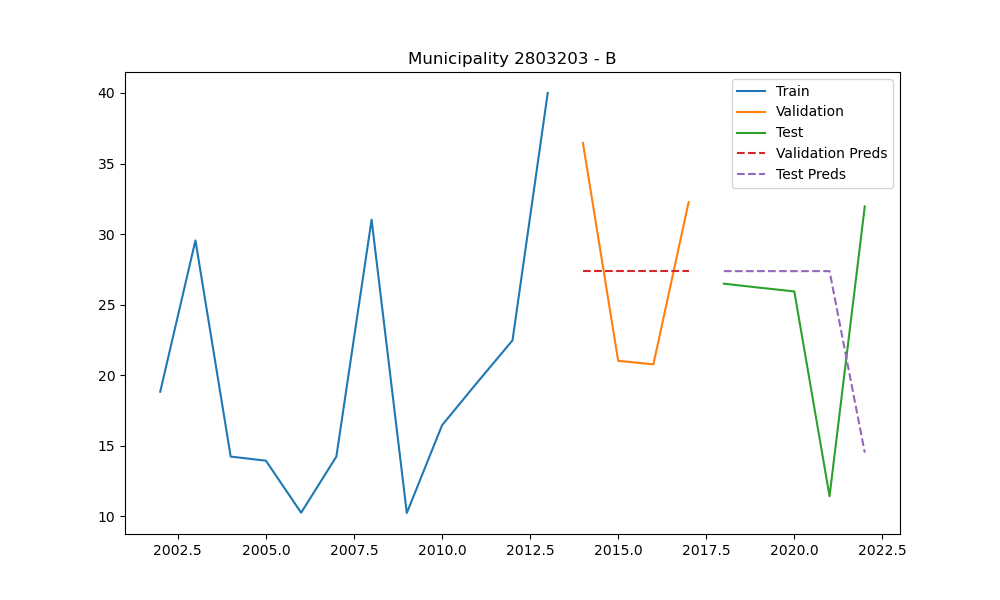 Municipality 2803203 - B
Train
Validation
Test
Validation Preds
Test Preds
40
35
30
25
20
15
10
2002.5 2005.0 2007.5 2010.0 2012.5 2015.0 2017.5 2020.0 2022.5